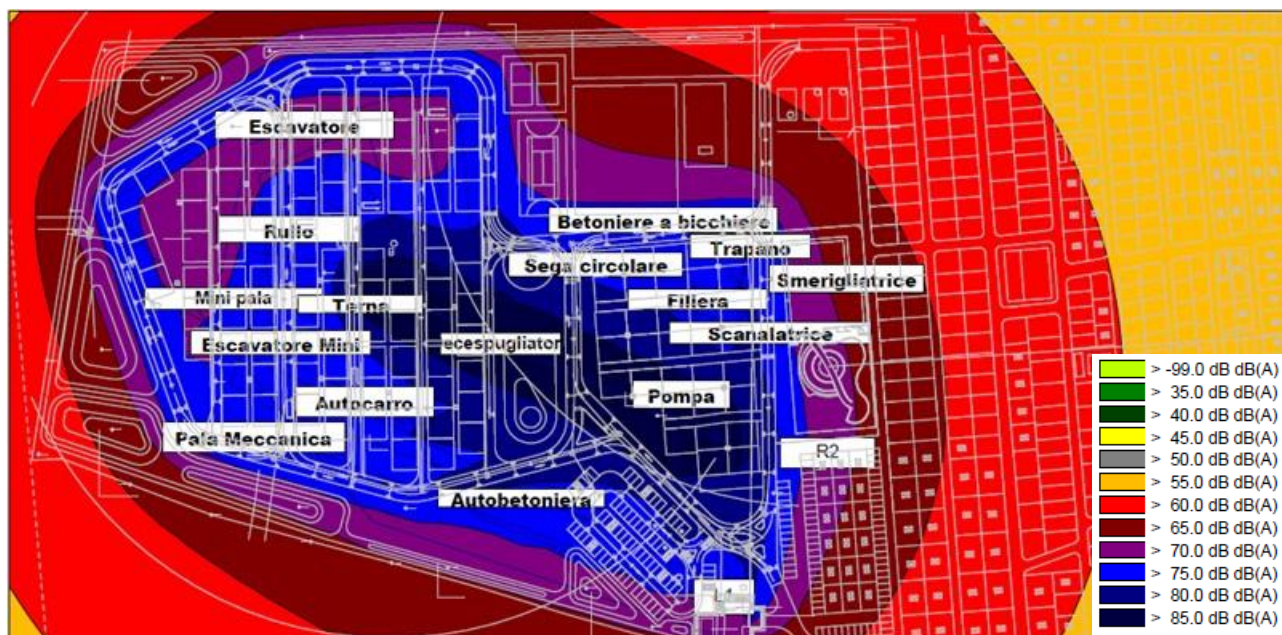 Escavatore
Betoniere a bicchiere
Rullo
Trapano
Sega circolare
Smerigliatrice
Mini pala
Terna
Filiera
Scanalatrice
Escavatore Mini
ecespugliator
Pompa
Autocarro
Pala Meccanica
R2
Autobetoniera
L1
> -99.0 dB dB(A)
> 35.0 dB dB(A)
> 40.0 dB dB(A)
> 45.0 dB dB(A)
> 50.0 dB dB(A)
> 55.0 dB dB(A)
> 60.0 dB dB(A)
> 65.0 dB dB(A)
> 70.0 dB dB(A)
> 75.0 dB dB(A)
> 80.0 dB dB(A)
> 85.0 dB dB(A)